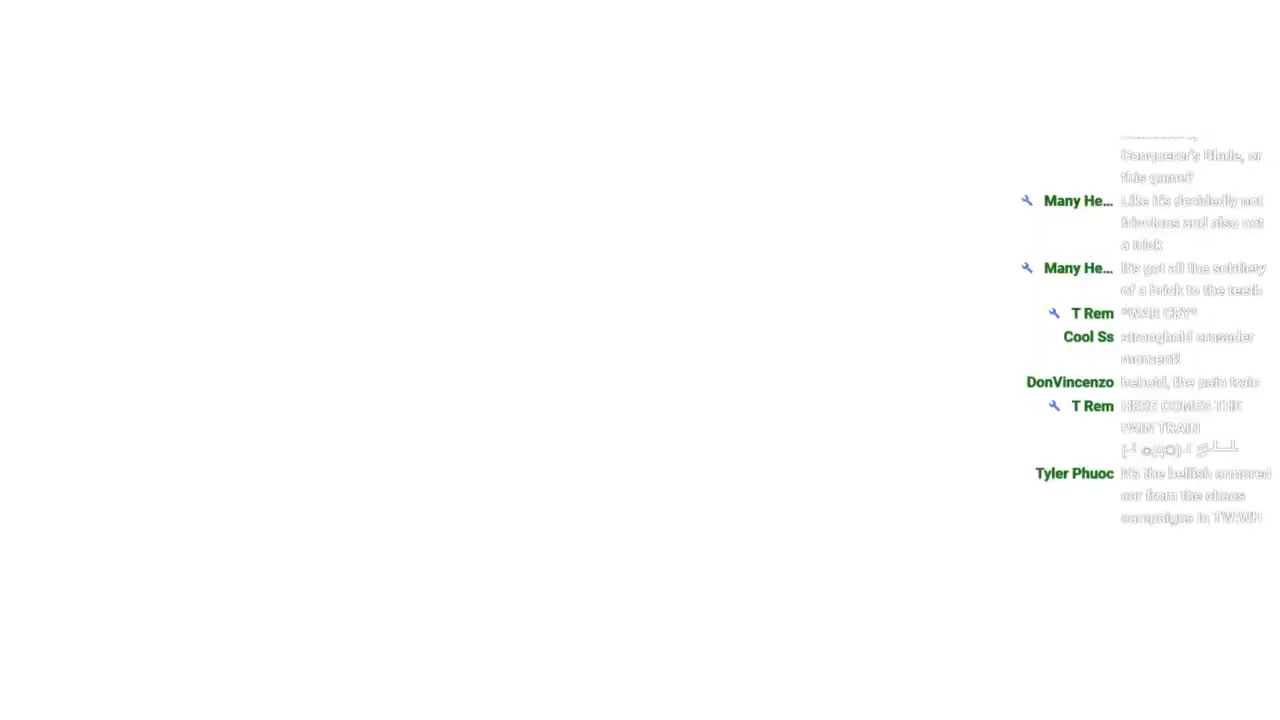 Conqueror's Blade, or
this game?
Many He... Like it's decidedly not
frivolous and also not
a trick
Many He... It's got all the subtlety
of a brick to the teeth
T Rem *WAR CRY*
Cool Ss stronghold crusader
moment!
DonVincenzo behold, the pain train
T Rem HERE COMES THE
PAIN TRAIN
Tyler Phuoc It's the hellish armored
car from the chaos
campaigns in TW:WH